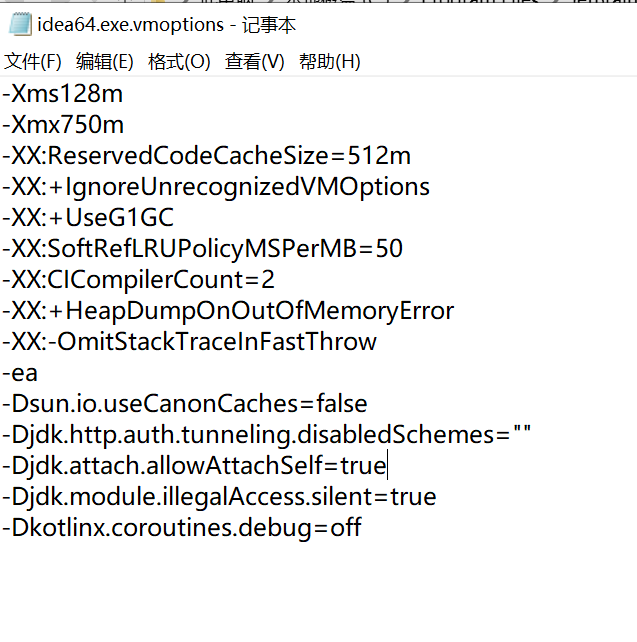 idea64.exe.vmoptions - 记事本
文件(F) 编辑(E) 格式(O) 查看(V) 帮助(H)
-Xms128m
-Xmx750m
-XX:ReservedCodeCacheSize=512m
-XX:+IgnoreUnrecognizedVMOptions
-XX:+UseG1GC
-XX:SoftRefLRUPolicyMSPerMB=50
-XX:CICompilerCount=2
-XX:+HeapDumpOnOutOfMemoryError
-XX:-OmitStackTraceInFastThrow
-ea
-Dsun.io.useCanonCaches=false
-Djdk.http.auth.tunneling.disabledSchemes=""
-Djdk.attach.allowAttachSelf=true
-Djdk.module.illegalAccess.silent=true
-Dkotlinx.coroutines.debug=off